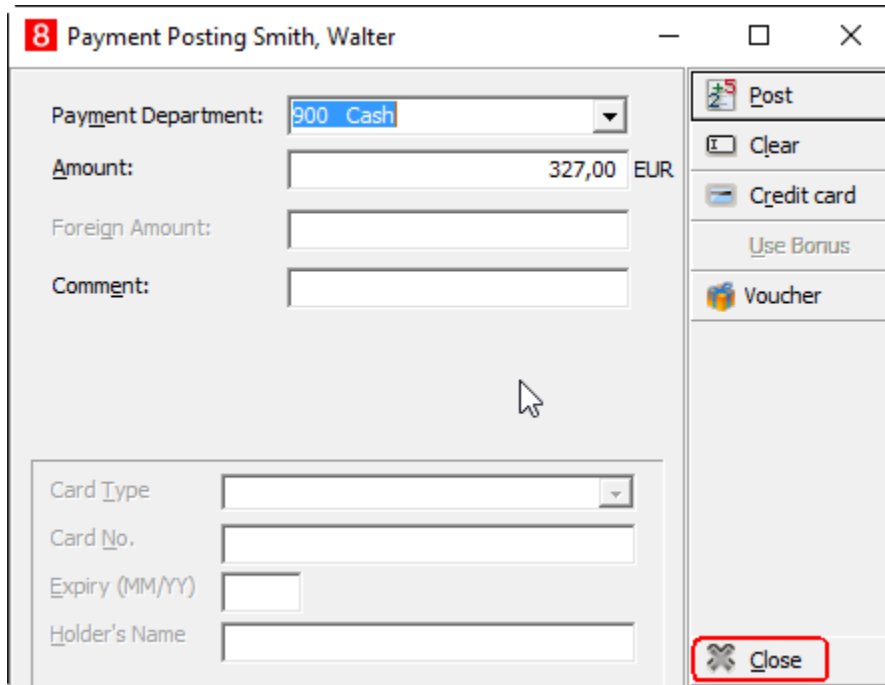 8 Payment Posting Smith, Walter
Payment Department: 900 Cash
Amount: 327,00 EUR
Foreign Amount:
Comment:
Card Type
Card No.
Expiry (MM/YY)
Holder's Name
Post
Clear
Credit card
Use Bonus
Voucher
Close